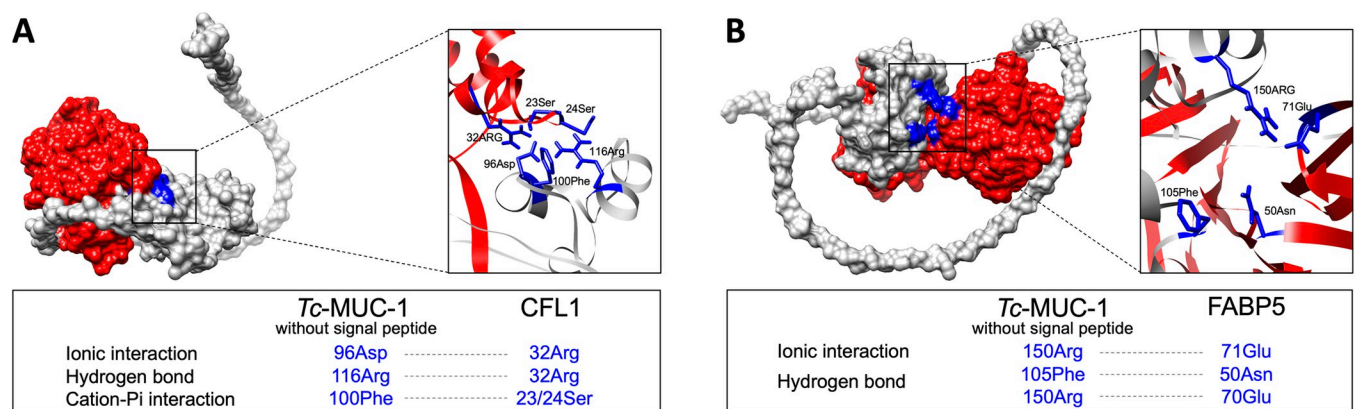 A
23Ser 24Ser
32ARG
116Arg
96Asp
100Phe
Tc-MUC-1 CFL1
without signal peptide
Ionic interaction 96Asp 32Arg
Hydrogen bond 116Arg 32Arg
Cation-Pi interaction 100Phe 23/24Ser
B
150ARG
71Glu
105Phe
50Asn
Tc-MUC-1 FABP5
without signal peptide
Ionic interaction 150Arg 71Glu
Hydrogen bond 105Phe 50Asn
150Arg 70Glu